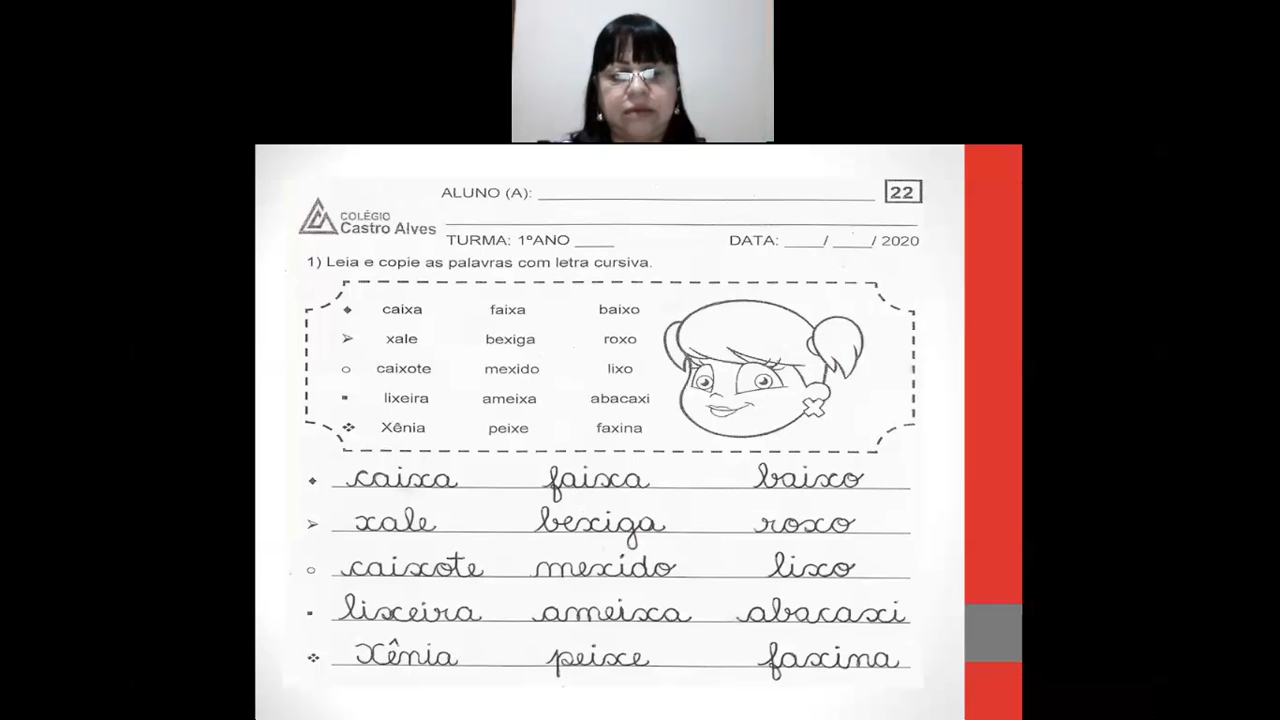 ALUNO (A): 22
COLÉGIO
Castro Alves
TURMA: 1ºANO DATA: / / 2020
1) Leia e copie as palavras com letra cursiva.
caixa faixa baixo
xale bexiga roxo
caixote mexido lixo
lixeira ameixa abacaxi
Xênia peixe faxina
caixa faixa baixo
xale bexiga roxo
caixote mexido lixo
lixeira ameixa abacaxi
Xênia peixe faxina